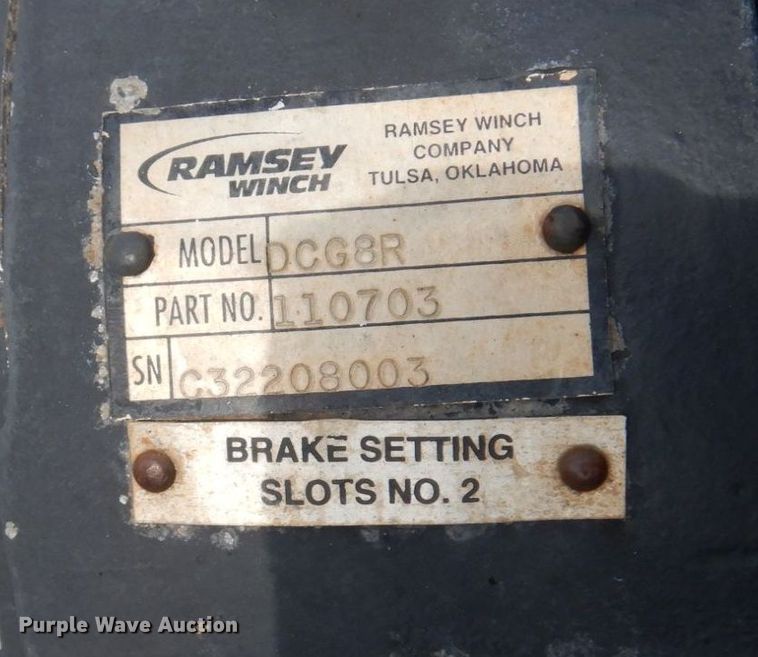 RAMSEY WINCH
RAMSEY WINCH
COMPANY
TULSA, OKLAHOMA
MODEL DCG8R
PART NO. 110703
SN C32208003
BRAKE SETTING
SLOTS NO. 2
Purple Wave Auction